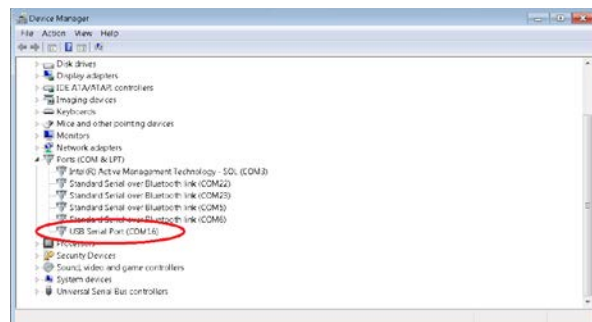 Device Manager
File Action View Help
Disk drives
Display adapters
IDE ATA/ATAPI controllers
Imaging devices
Keyboards
Mice and other pointing devices
Monitors
Network adapters
Ports (COM & LPT)
Intel(R) Active Management Technology - SOL (COM3)
Standard Serial over Bluetooth link (COM22)
Standard Serial over Bluetooth link (COM23)
Standard Serial over Bluetooth link (COM5)
Standard Serial over Bluetooth link (COM6)
USB Serial Port (COM16)
Processors
Security Devices
Sound, video and game controllers
System devices
Universal Serial Bus controllers